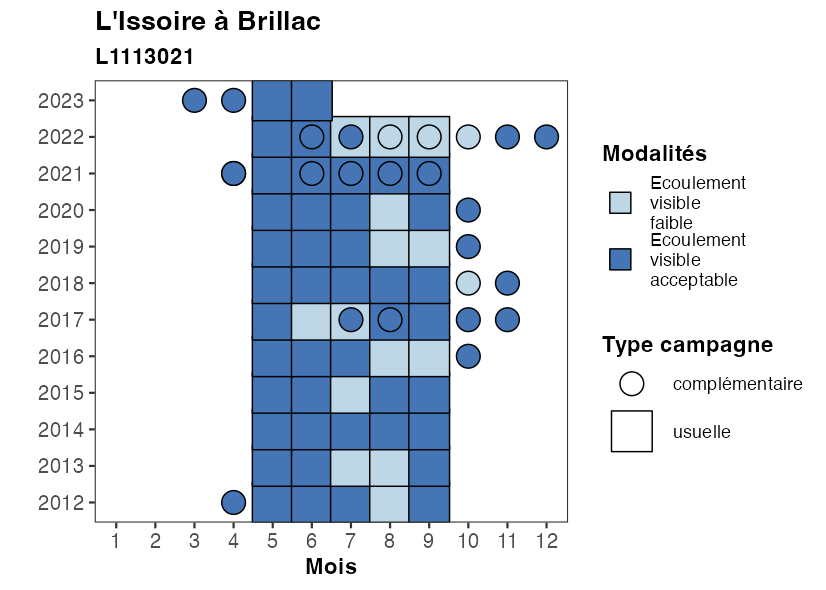 L'Issoire à Brillac
L1113021
2023
2022
2021
2020
2019
2018
2017
2016
2015
2014
2013
2012
1 2 3 4 5 6 7 8 9 10 11 12
Mois
Modalités
Ecoulement
visible
faible
Ecoulement
visible
acceptable
Type campagne
complémentaire
usuelle